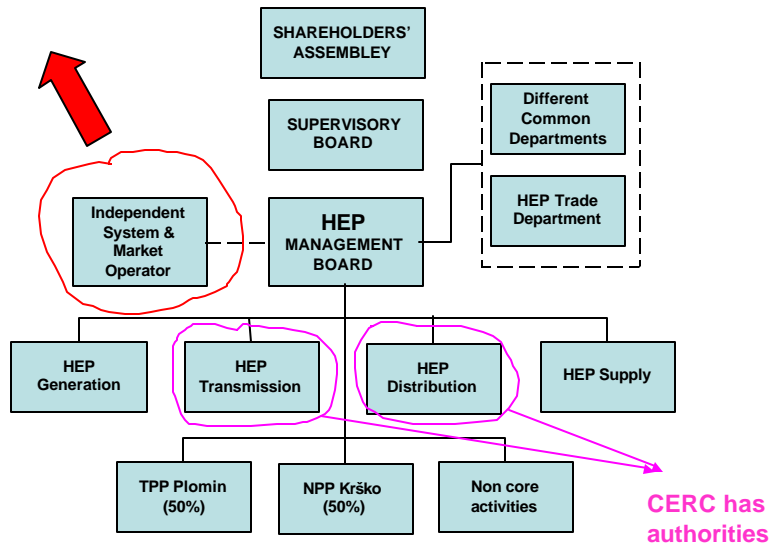 SHAREHOLDERS'
ASSEMBLEY
SUPERVISORY
BOARD
Different
Common
Departments
HEP Trade
Department
Independent
System &
Market
Operator
HEP
MANAGEMENT
BOARD
HEP
Generation
HEP
Transmission
HEP
Distribution
HEP Supply
TPP Plomin
(50%)
NPP Krško
(50%)
Non core
activities
CERC has
authorities